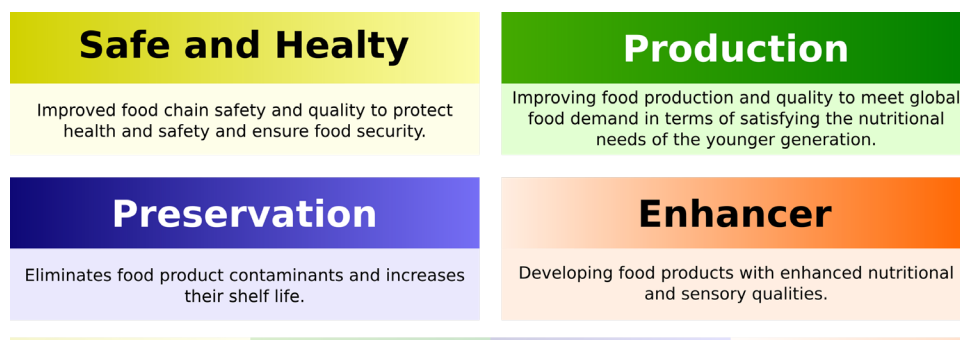 Safe and Healty
Improved food chain safety and quality to protect
health and safety and ensure food security.
Production
Improving food production and quality to meet global
food demand in terms of satisfying the nutritional
needs of the younger generation.
Preservation
Eliminates food product contaminants and increases
their shelf life.
Enhancer
Developing food products with enhanced nutritional
and sensory qualities.